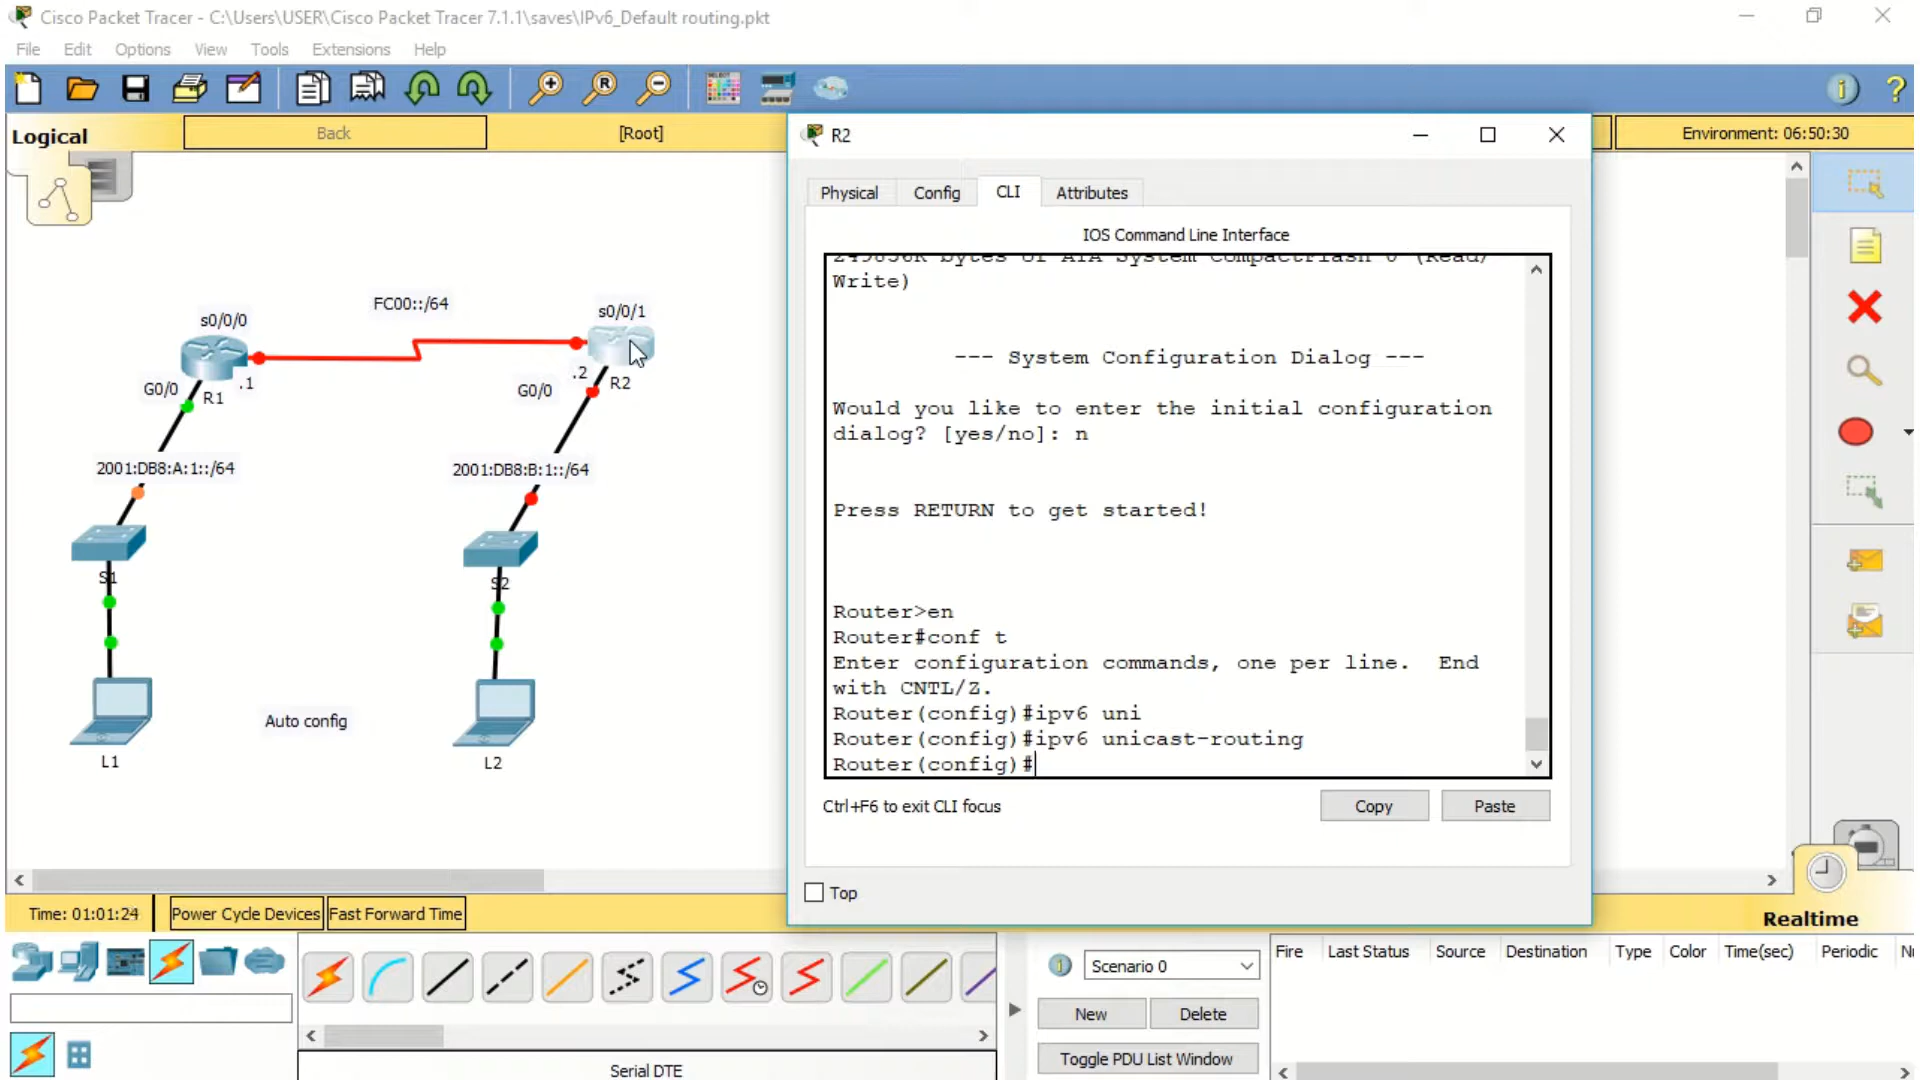 Cisco Packet Tracer - C:\Users\USER\Cisco Packet Tracer 7.1.1\saves\IPv6_Default routing.pkt
File Edit Options View Tools Extensions Help
Logical
Back
[Root]
Environment: 06:50:30
FC00::/64
s0/0/0
s0/0/1
G0/0
R1
.1
.2
R2
G0/0
2001:DB8:A:1::/64
2001:DB8:B:1::/64
S1
S2
Auto config
L1
L2
R2
Physical Config CLI Attributes
IOS Command Line Interface
249856K bytes of ATA System CompactFlash 0 (Read/
Write)
--- System Configuration Dialog ---
Would you like to enter the initial configuration
dialog? [yes/no]: n
Press RETURN to get started!
Router>en
Router#conf t
Enter configuration commands, one per line.  End
with CNTL/Z.
Router(config)#ipv6 uni
Router(config)#ipv6 unicast-routing
Router(config)#
Ctrl+F6 to exit CLI focus
Copy
Paste
Top
Time: 01:01:24
Power Cycle Devices
Fast Forward Time
Realtime
Scenario 0
New
Delete
Toggle PDU List Window
Fire Last Status Source Destination Type Color Time(sec) Periodic
Serial DTE